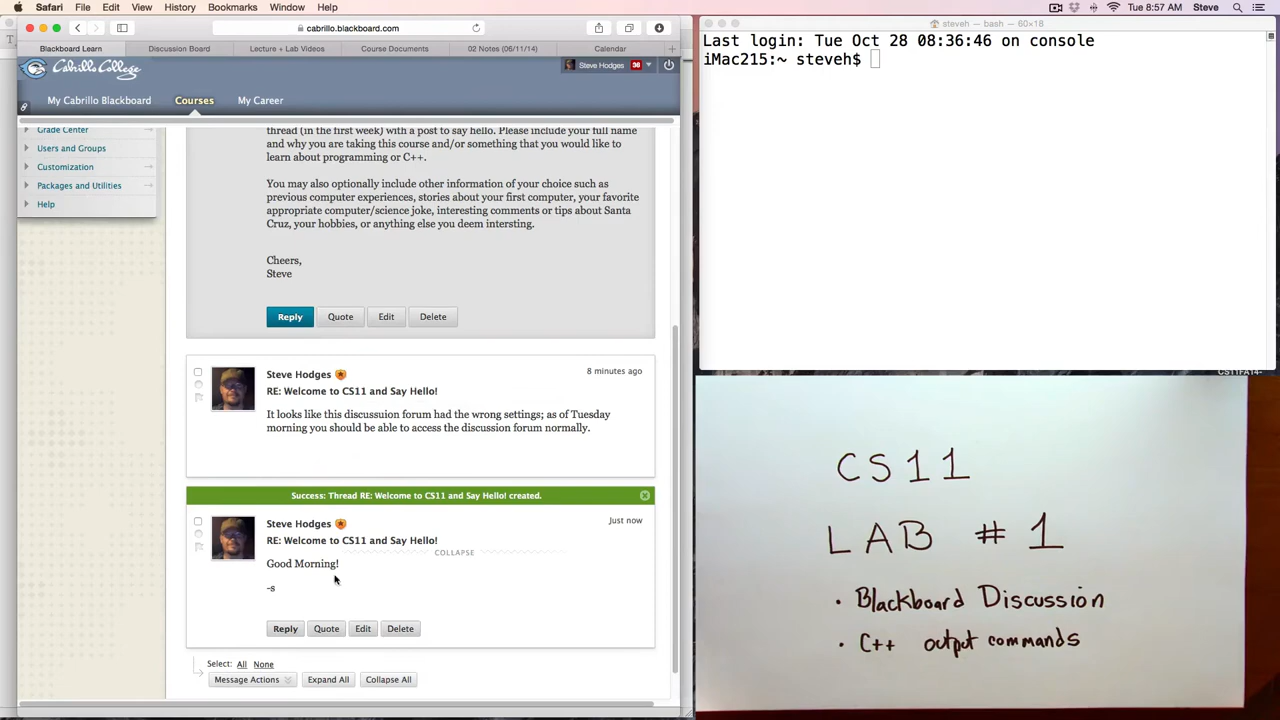 Safari File Edit View History Bookmarks Window Help
Tue 8:57 AM Steve
cabrillo.blackboard.com
Blackboard Learn Discussion Board Lecture + Lab Videos Course Documents 02 Notes (06/11/14) Calendar
Cabrillo College
Steve Hodges 36
My Cabrillo Blackboard Courses My Career
Grade Center
Users and Groups
Customization
Packages and Utilities
Help
thread (in the first week) with a post to say hello. Please include your full name
and why you are taking this course and/or something that you would like to
learn about programming or C++.
You may also optionally include other information of your choice such as
previous computer experiences, stories about your first computer, your favorite
appropriate computer/science joke, interesting comments or tips about Santa
Cruz, your hobbies, or anything else you deem intersting.
Cheers,
Steve
Reply Quote Edit Delete
Steve Hodges 8 minutes ago
RE: Welcome to CS11 and Say Hello!
It looks like this discussuion forum had the wrong settings; as of Tuesday
morning you should be able to access the discussion forum normally.
Success: Thread RE: Welcome to CS11 and Say Hello! created.
Steve Hodges Just now
RE: Welcome to CS11 and Say Hello!
COLLAPSE
Good Morning!
-s
Reply Quote Edit Delete
Select: All None
Message Actions Expand All Collapse All
steveh — bash — 60×18
Last login: Tue Oct 28 08:36:46 on console
iMac215:~ steveh$
CS11FA14-
CS11
LAB # 1
• Blackboard Discussion
• C++ output commands